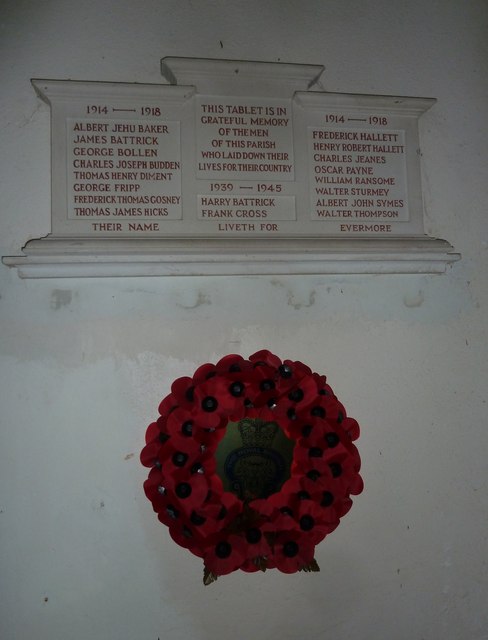 1914 — 1918
ALBERT JEHU BAKER
JAMES BATTRICK
GEORGE BOLLEN
CHARLES JOSEPH BUDDEN
THOMAS HENRY DIMENT
GEORGE FRIPP
FREDERICK THOMAS GOSNEY
THOMAS JAMES HICKS
THEIR NAME
THIS TABLET IS IN
GRATEFUL MEMORY
OF THE MEN
OF THIS PARISH
WHO LAID DOWN THEIR
LIVES FOR THEIR COUNTRY
1939 — 1945
HARRY BATTRICK
FRANK CROSS
LIVETH FOR
1914 — 1918
FREDERICK HALLETT
HENRY ROBERT HALLETT
CHARLES JEANES
OSCAR PAYNE
WILLIAM RANSOME
WALTER STURMEY
ALBERT JOHN SYMES
WALTER THOMPSON
EVERMORE